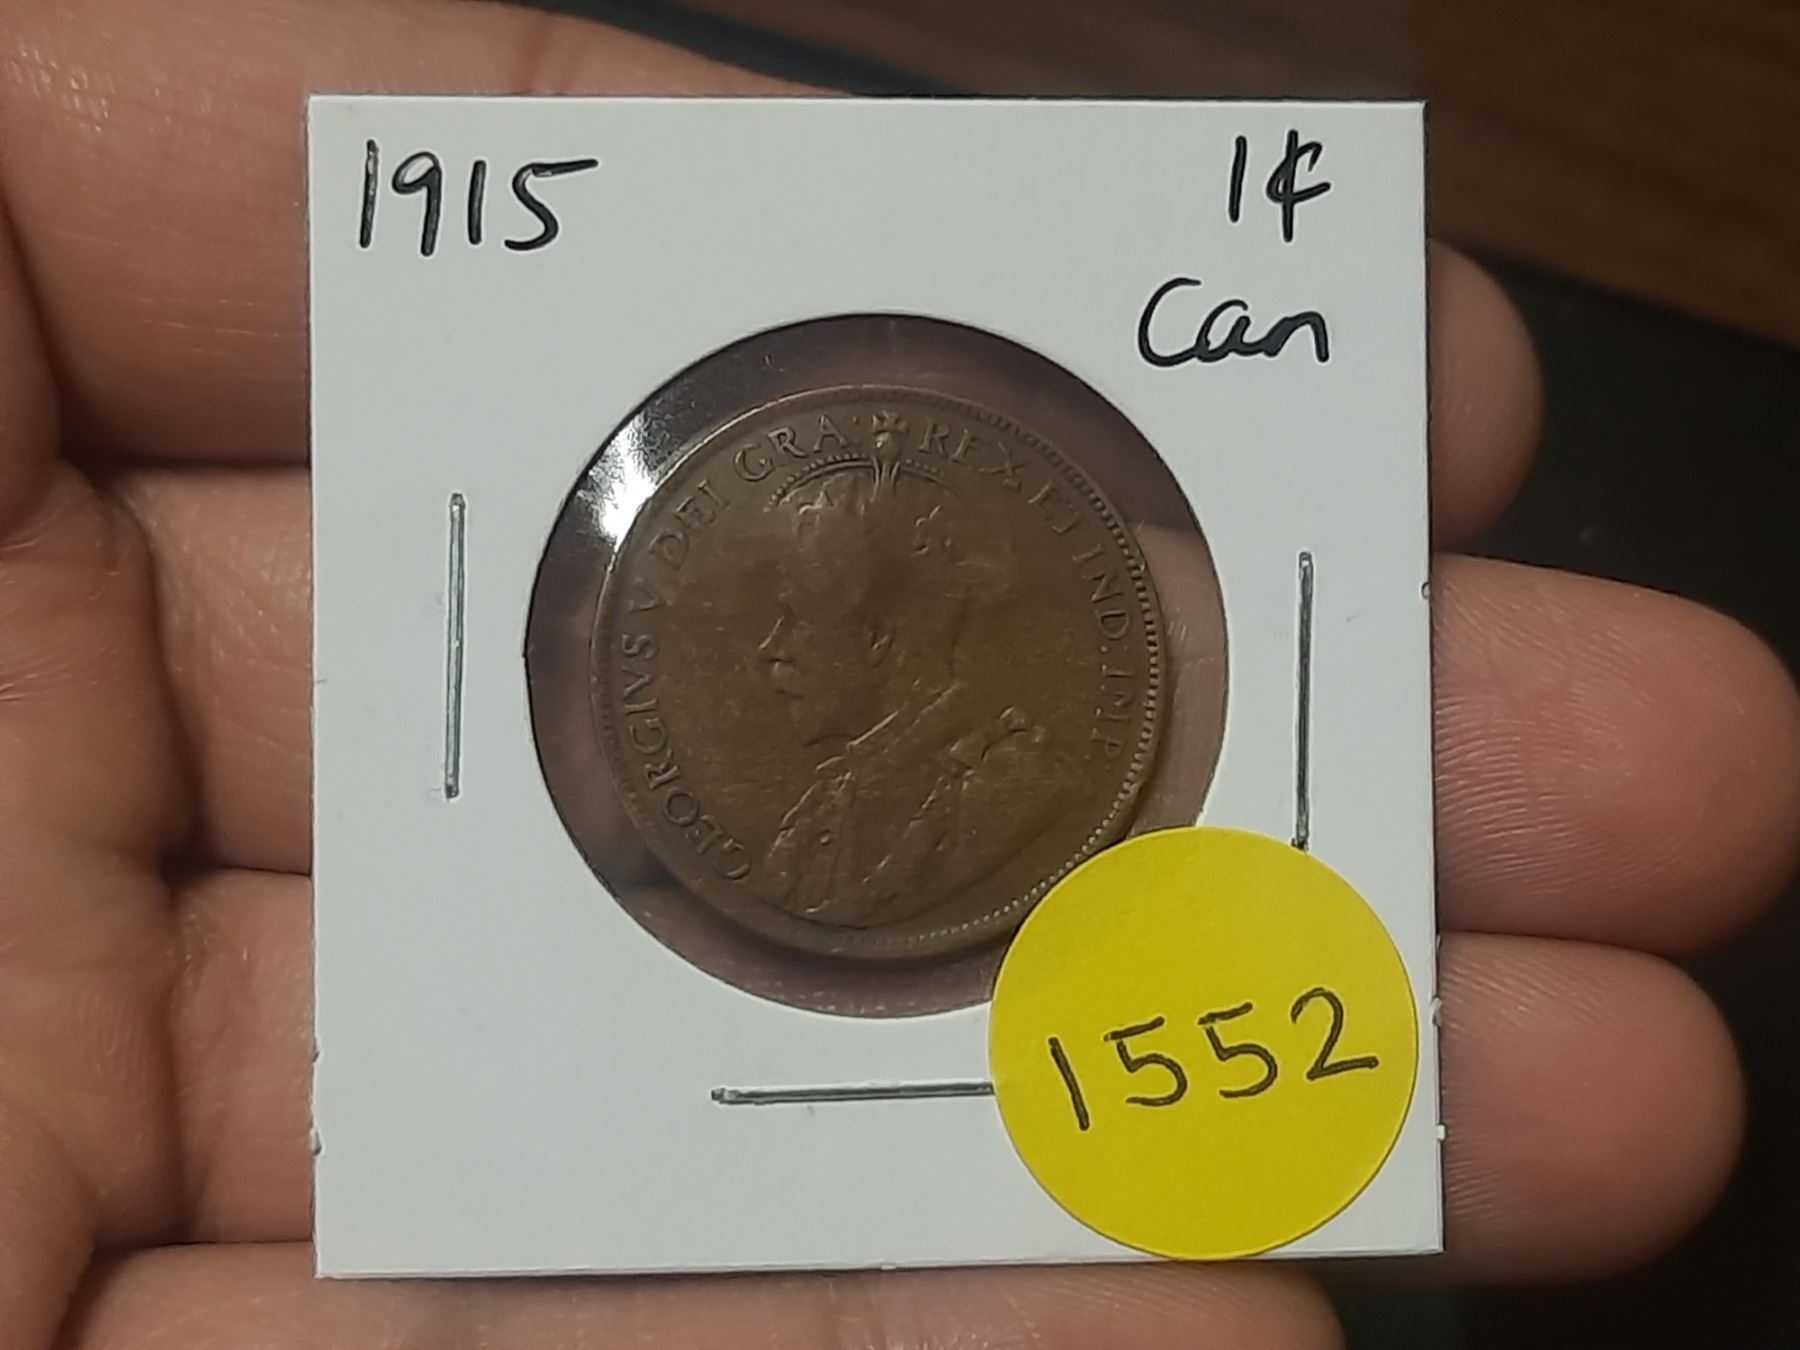 1915
1¢
Can
GEORGIVS V DEI GRA: REX ET IND: IMP:
1552